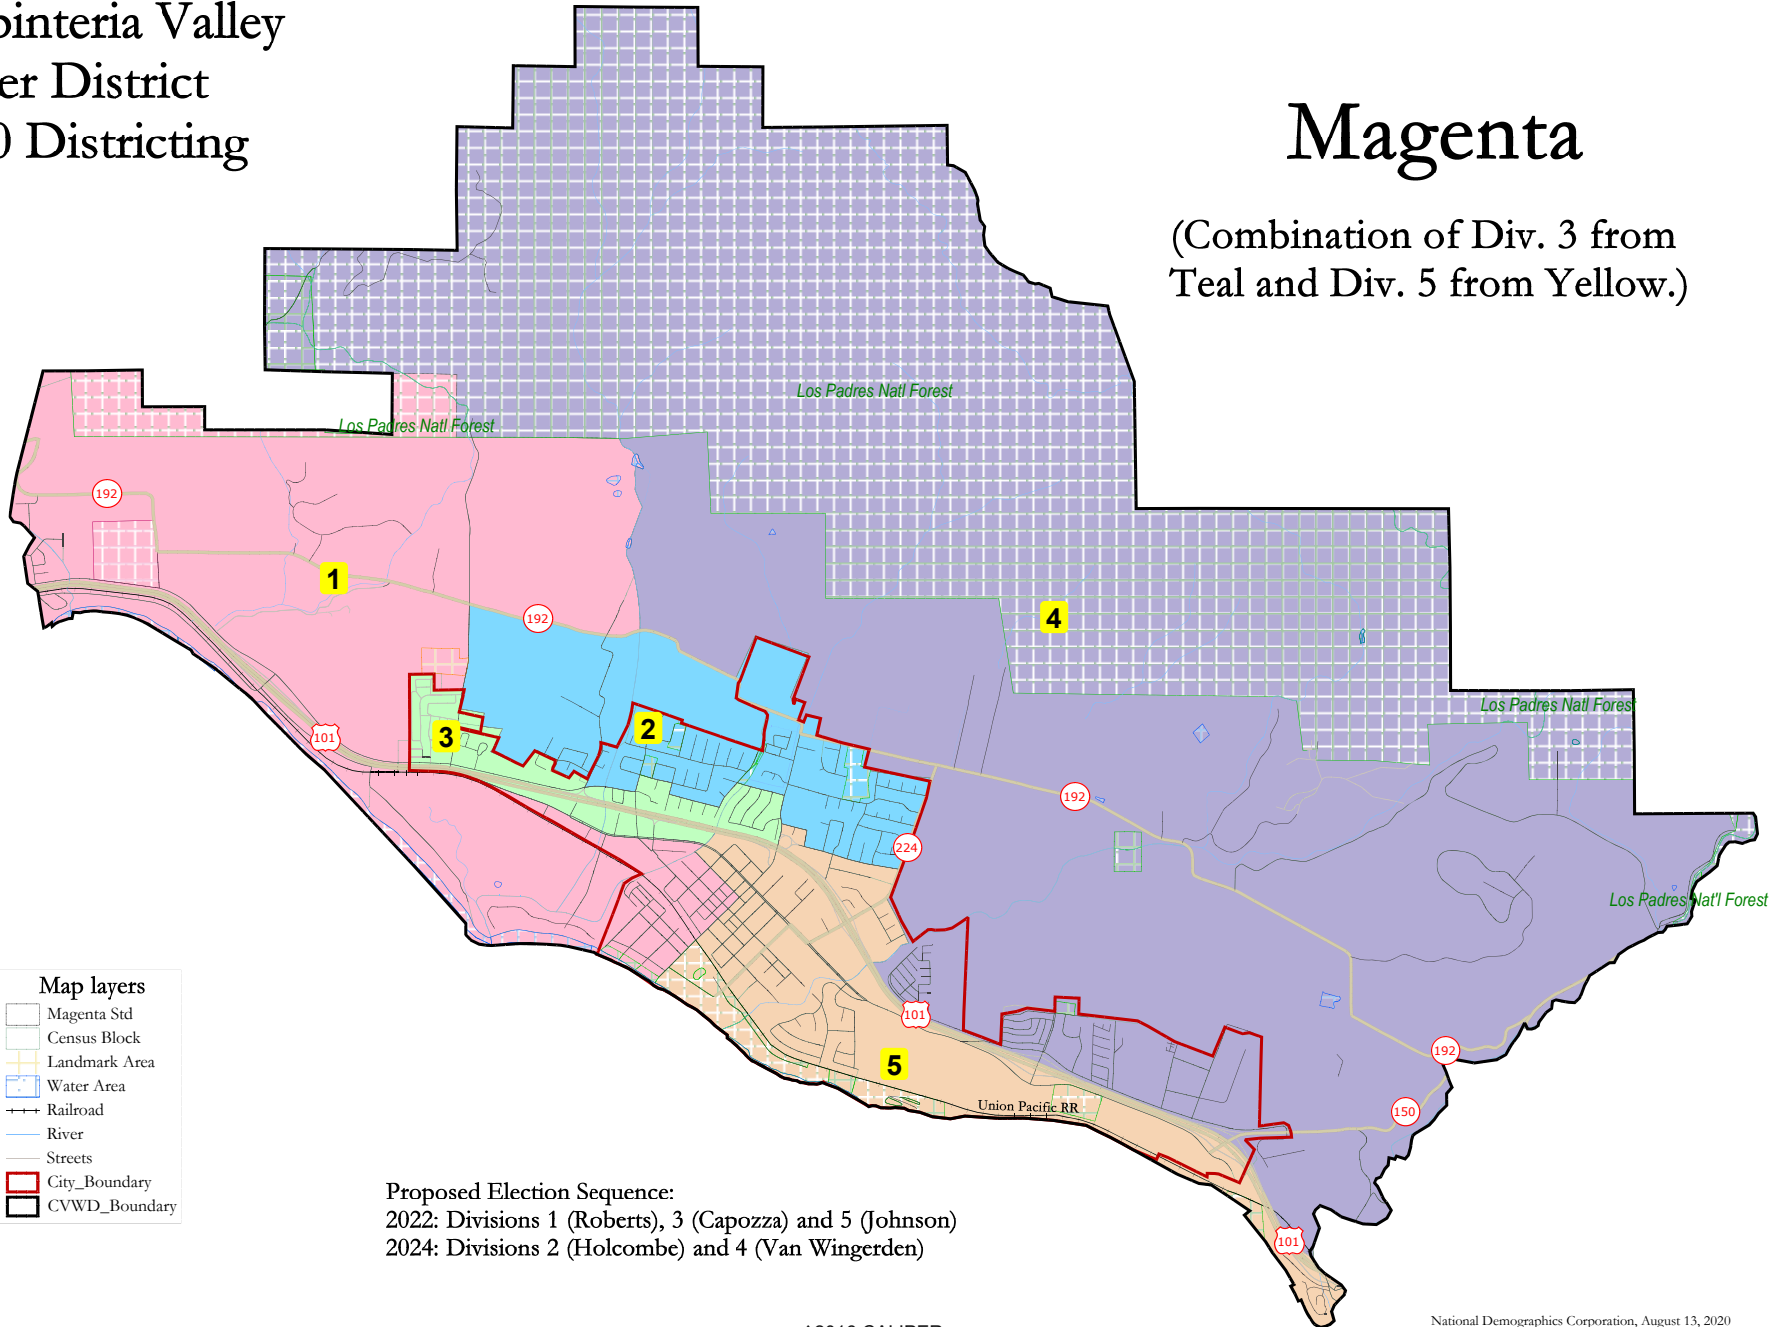 pinteria Valley
er District
0 Districting
Magenta
(Combination of Div. 3 from
Teal and Div. 5 from Yellow.)
Los Padres Natl Forest
Los Padres Natl Forest
192
1
192
4
Los Padres Natl Forest
3
2
101
192
224
Los Padres Nat'l Forest
101
5
192
Union Pacific RR
150
101
Map layers
Magenta Std
Census Block
Landmark Area
Water Area
Railroad
River
Streets
City_Boundary
CVWD_Boundary
Proposed Election Sequence:
2022: Divisions 1 (Roberts), 3 (Capozza) and 5 (Johnson)
2024: Divisions 2 (Holcombe) and 4 (Van Wingerden)
National Demographics Corporation, August 13, 2020